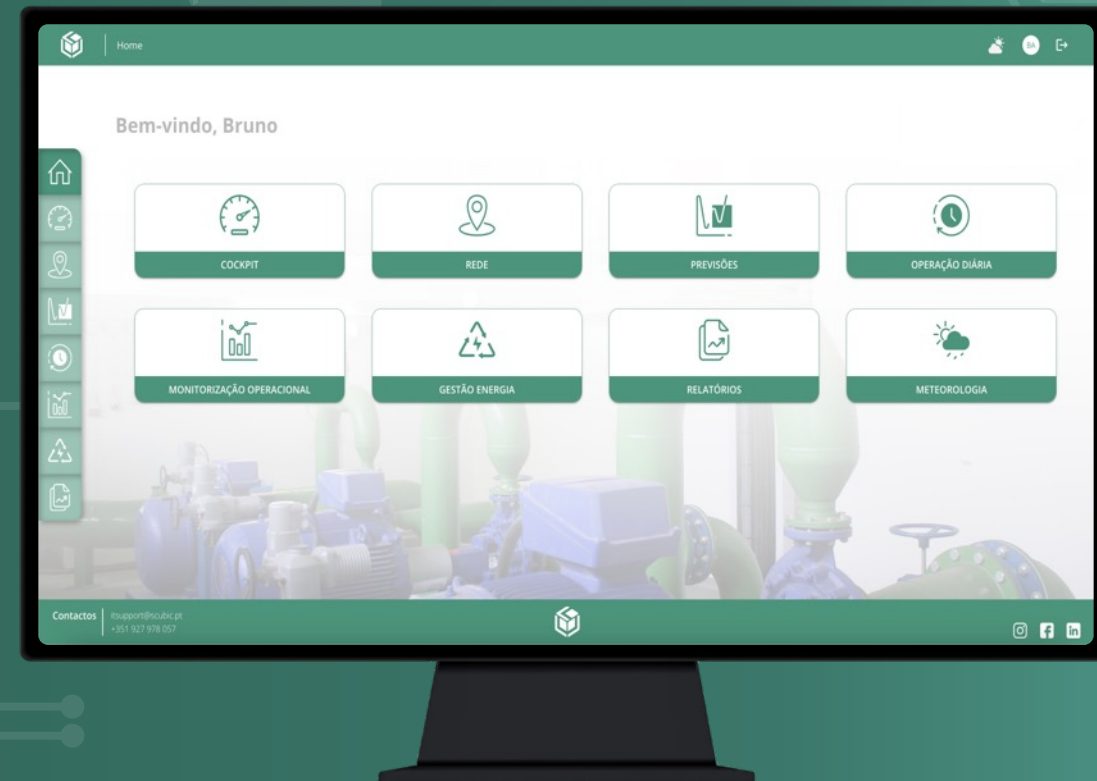 Home
BA
Bem-vindo, Bruno
COCKPIT
REDE
PREVISÕES
OPERAÇÃO DIÁRIA
MONITORIZAÇÃO OPERACIONAL
GESTÃO ENERGIA
RELATÓRIOS
METEOROLOGIA
Contactos
itsupport@scubic.pt
+351 927 978 057